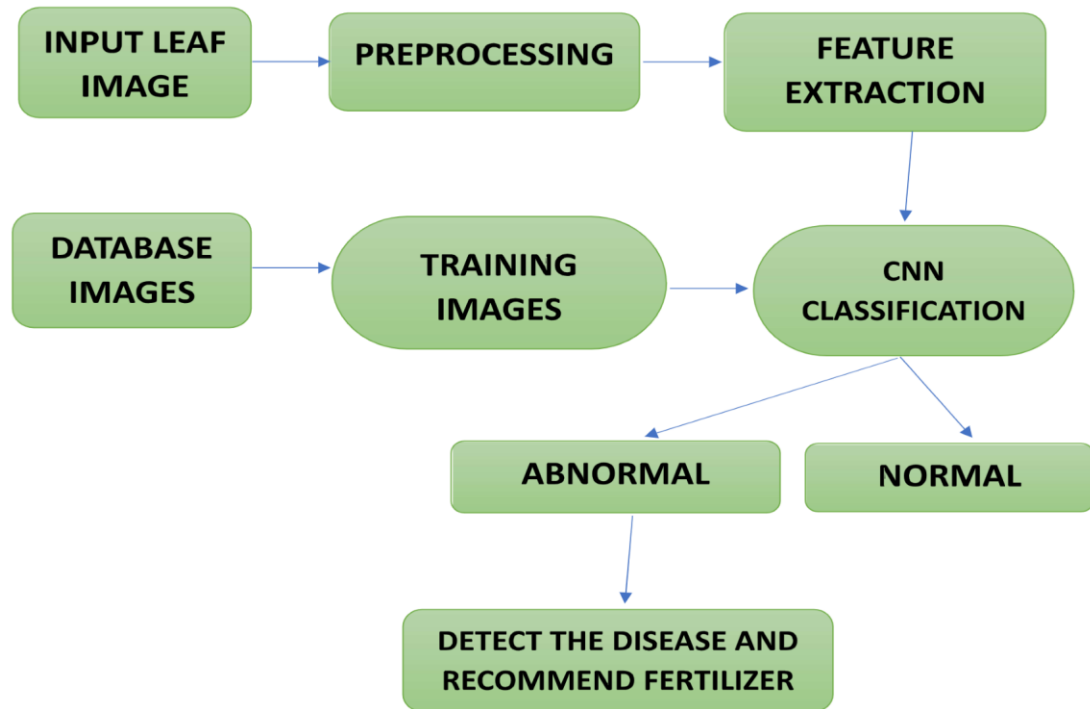 INPUT LEAF
IMAGE
PREPROCESSING
FEATURE
EXTRACTION
DATABASE
IMAGES
TRAINING
IMAGES
CNN
CLASSIFICATION
ABNORMAL
NORMAL
DETECT THE DISEASE AND
RECOMMEND FERTILIZER